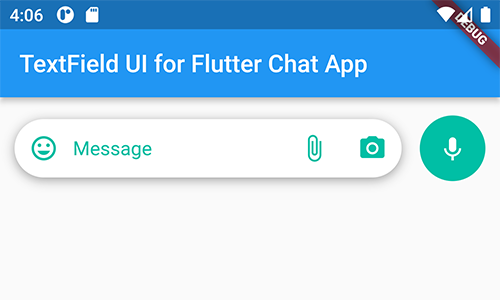 4:06
DEBUG
TextField UI for Flutter Chat App
Message